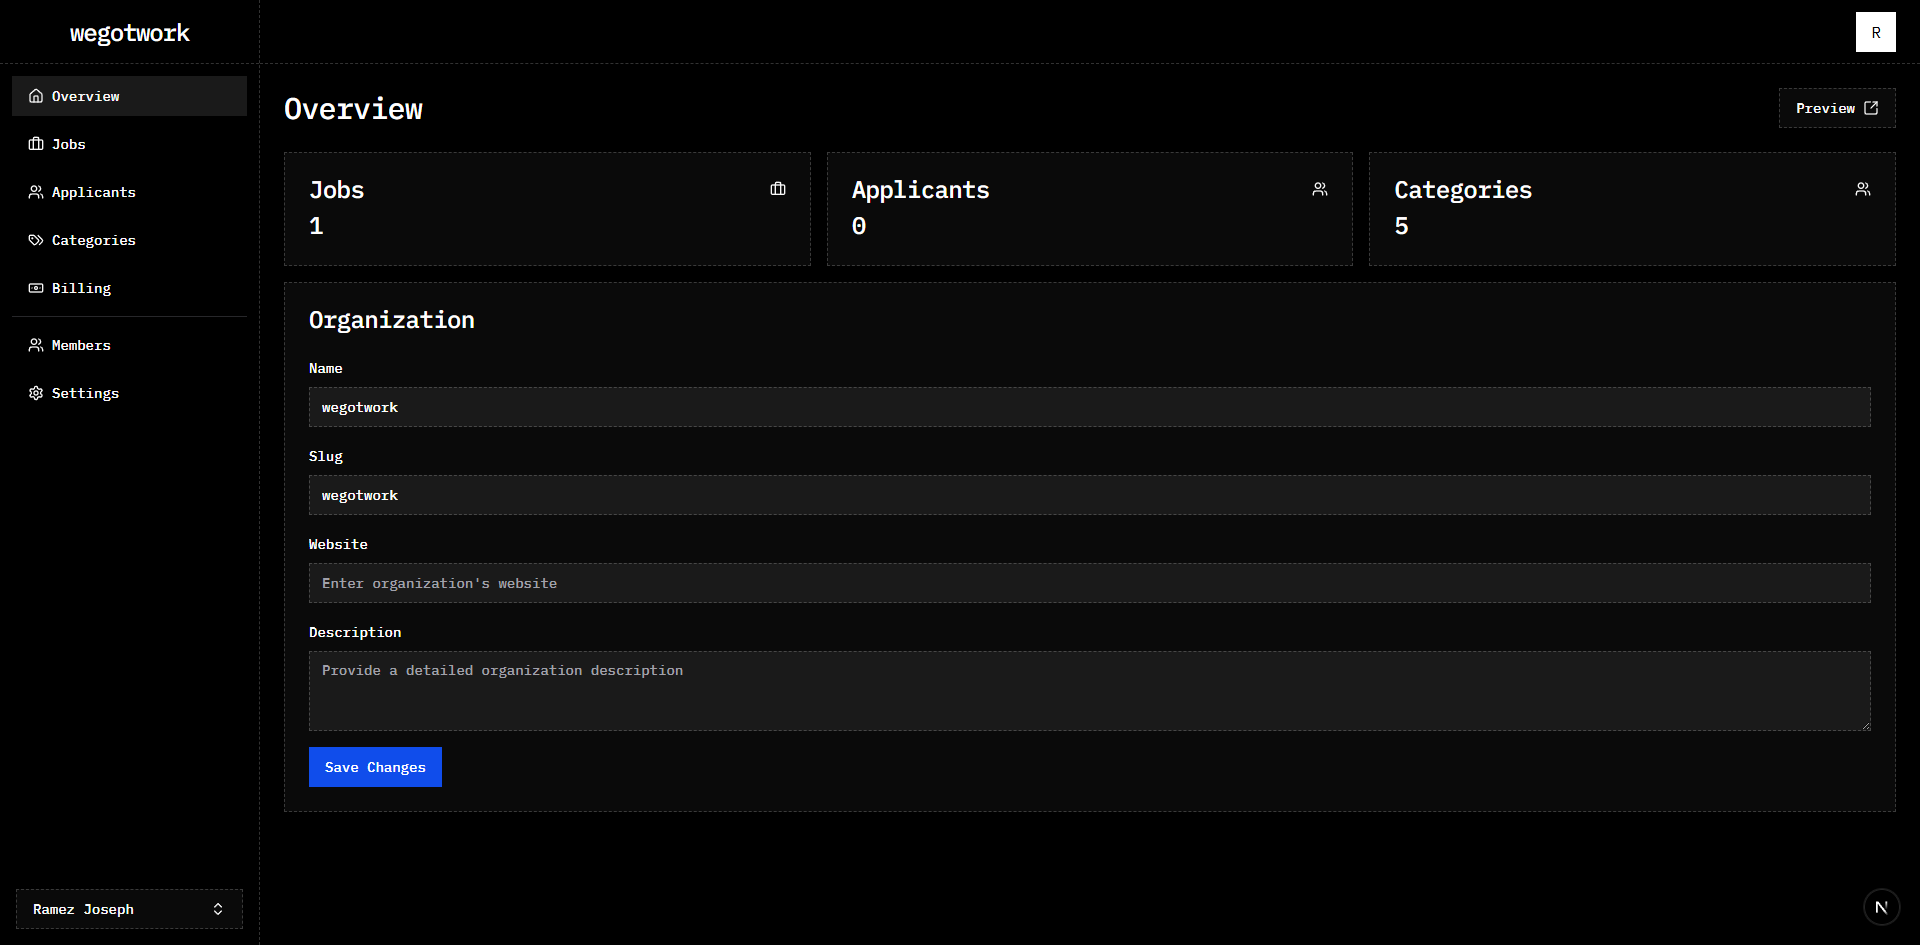 wegotwork
R
Overview
Jobs
Applicants
Categories
Billing
Members
Settings
Ramez Joseph
Overview
Preview
Jobs
1
Applicants
0
Categories
5
Organization
Name
wegotwork
Slug
wegotwork
Website
Enter organization's website
Description
Provide a detailed organization description
Save Changes
N